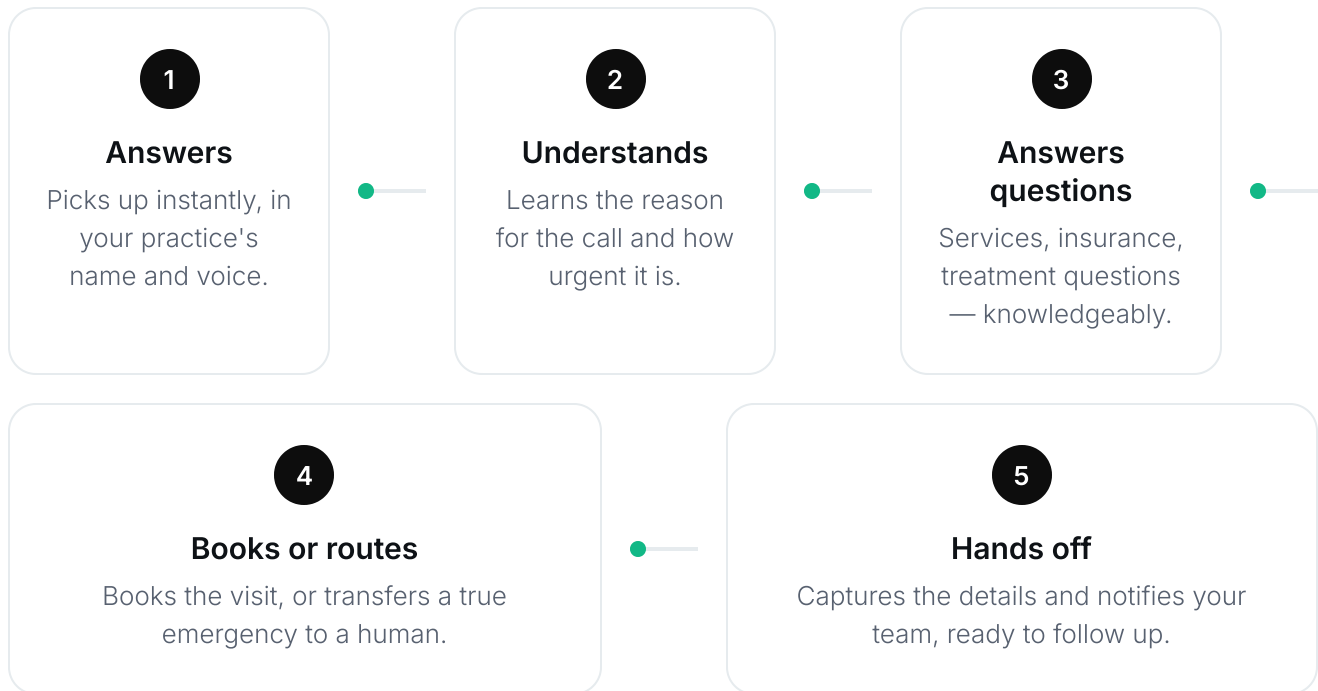 1
Answers
Picks up instantly, in
your practice's
name and voice.
2
Understands
Learns the reason
for the call and how
urgent it is.
3
Answers
questions
Services, insurance,
treatment questions
— knowledgeably.
4
Books or routes
Books the visit, or transfers a true
emergency to a human.
5
Hands off
Captures the details and notifies your
team, ready to follow up.